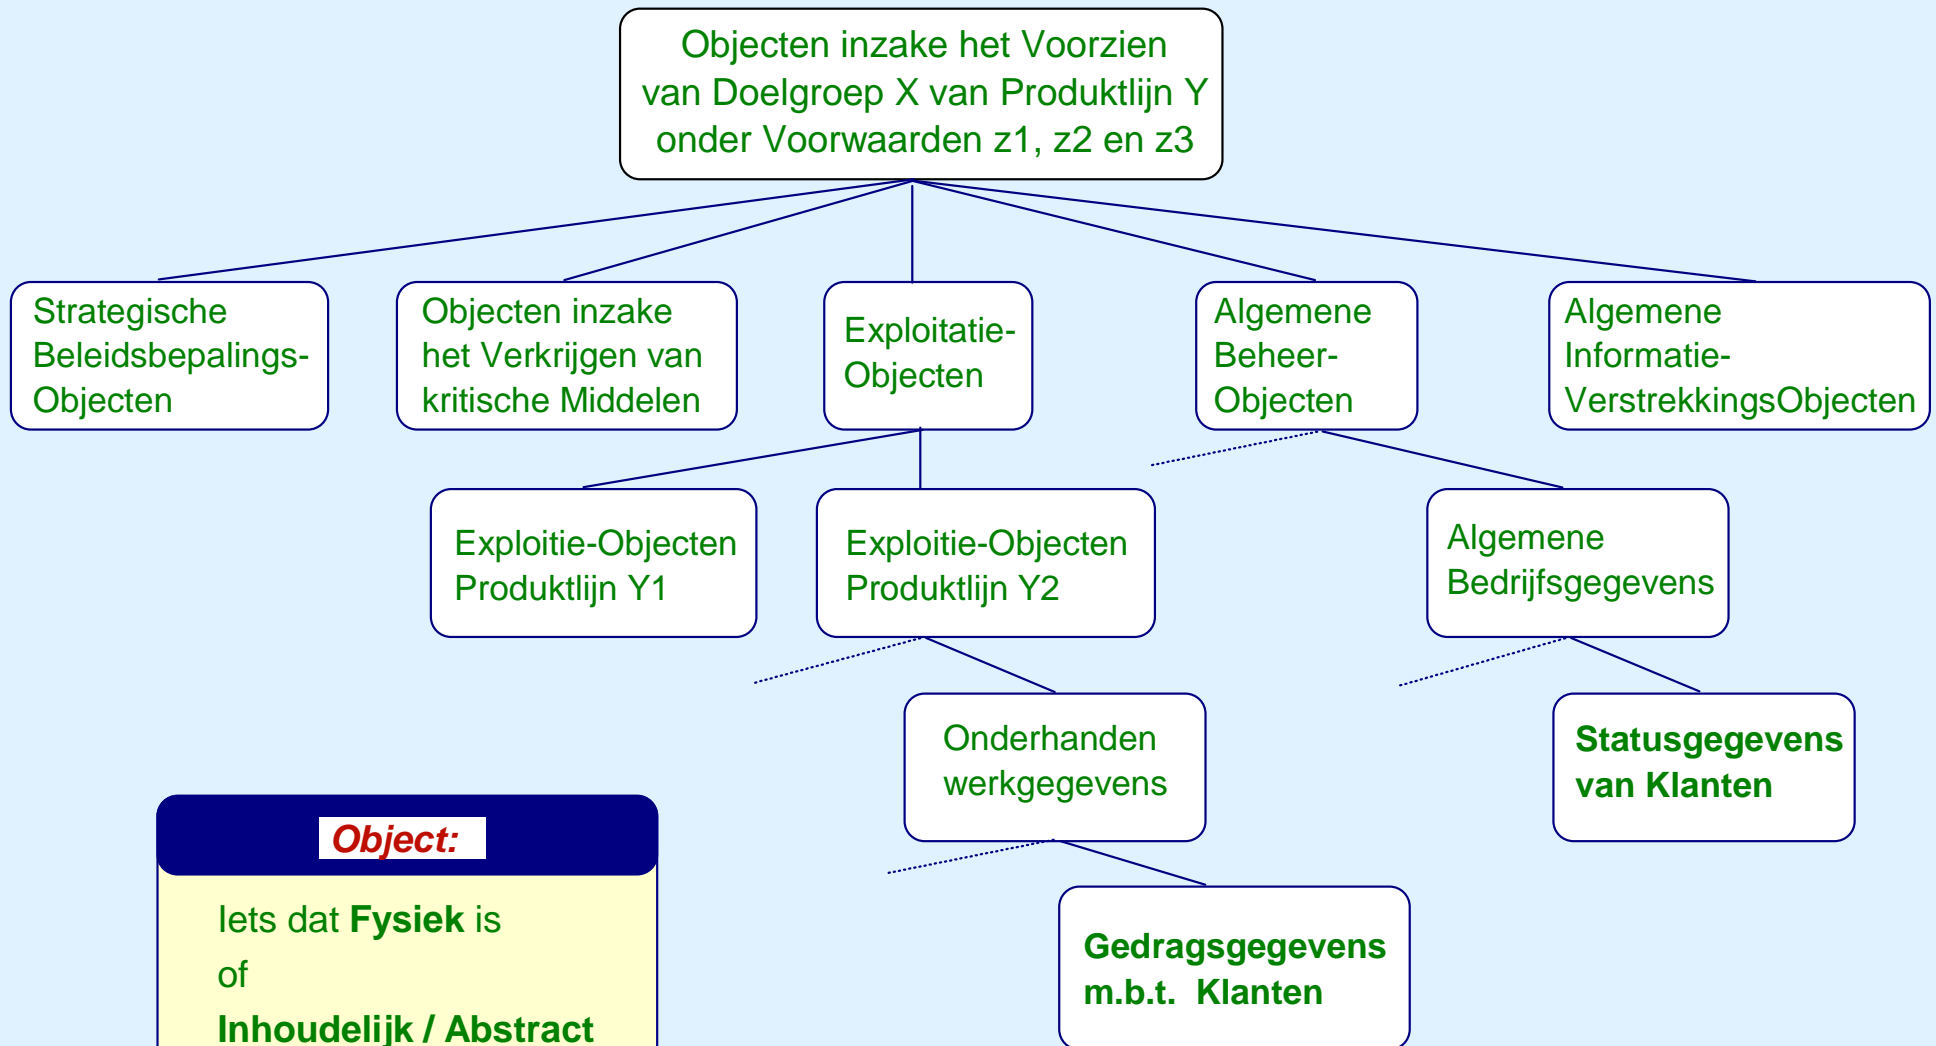 Objecten inzake het Voorzien
van Doelgroep X van Produktlijn Y
onder Voorwaarden z1, z2 en z3
Strategische
Beleidsbepalings-
Objecten
Objecten inzake
het Verkrijgen van
kritische Middelen
Exploitatie-
Objecten
Algemene
Beheer-
Objecten
Algemene
Informatie-
VerstrekkingsObjecten
Exploitie-Objecten
Produktlijn Y1
Exploitie-Objecten
Produktlijn Y2
Algemene
Bedrijfsgegevens
Onderhanden
werkgegevens
Statusgegevens
van Klanten
Gedragsgegevens
m.b.t. Klanten
Object:
Iets dat Fysiek is
of
Inhoudelijk / Abstract